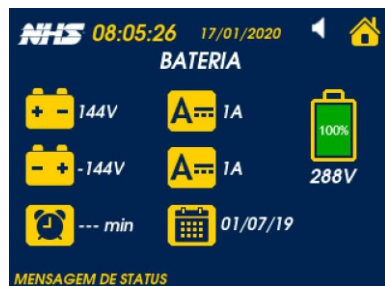 NHS 08:05:26 17/01/2020
BATERIA
144V A 1A
100%
-144V A 1A
288V
--- min 01/07/19
MENSAGEM DE STATUS